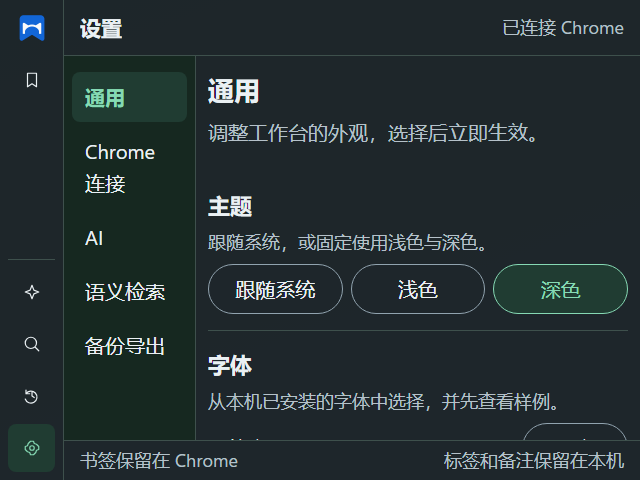 设置
已连接 Chrome
通用
Chrome
连接
AI
语义检索
备份导出
通用
调整工作台的外观，选择后立即生效。
主题
跟随系统，或固定使用浅色与深色。
跟随系统
浅色
深色
字体
从本机已安装的字体中选择，并先查看样例。
书签保留在 Chrome
标签和备注保留在本机